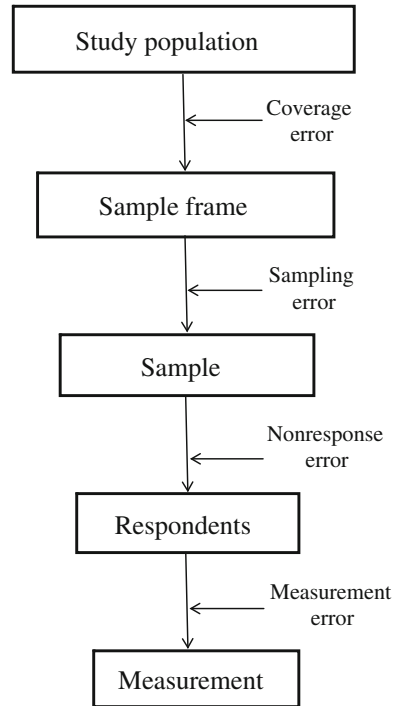 Study population
Coverage
error
Sample frame
Sampling
error
Sample
Nonresponse
error
Respondents
Measurement
error
Measurement